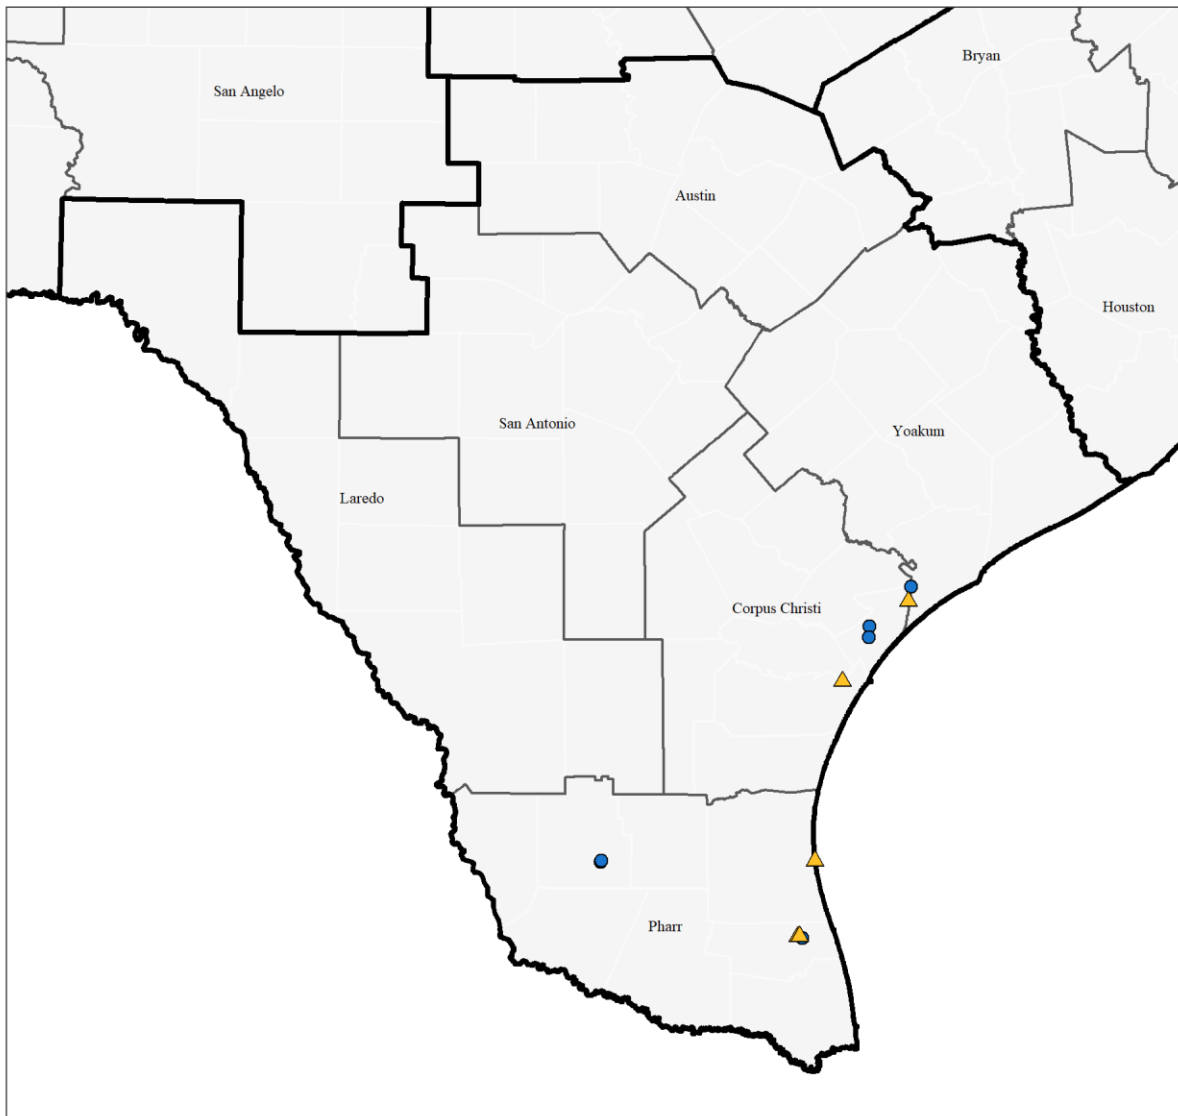 Bryan
San Angelo
Austin
Houston
San Antonio
Yoakum
Laredo
Corpus Christi
Pharr